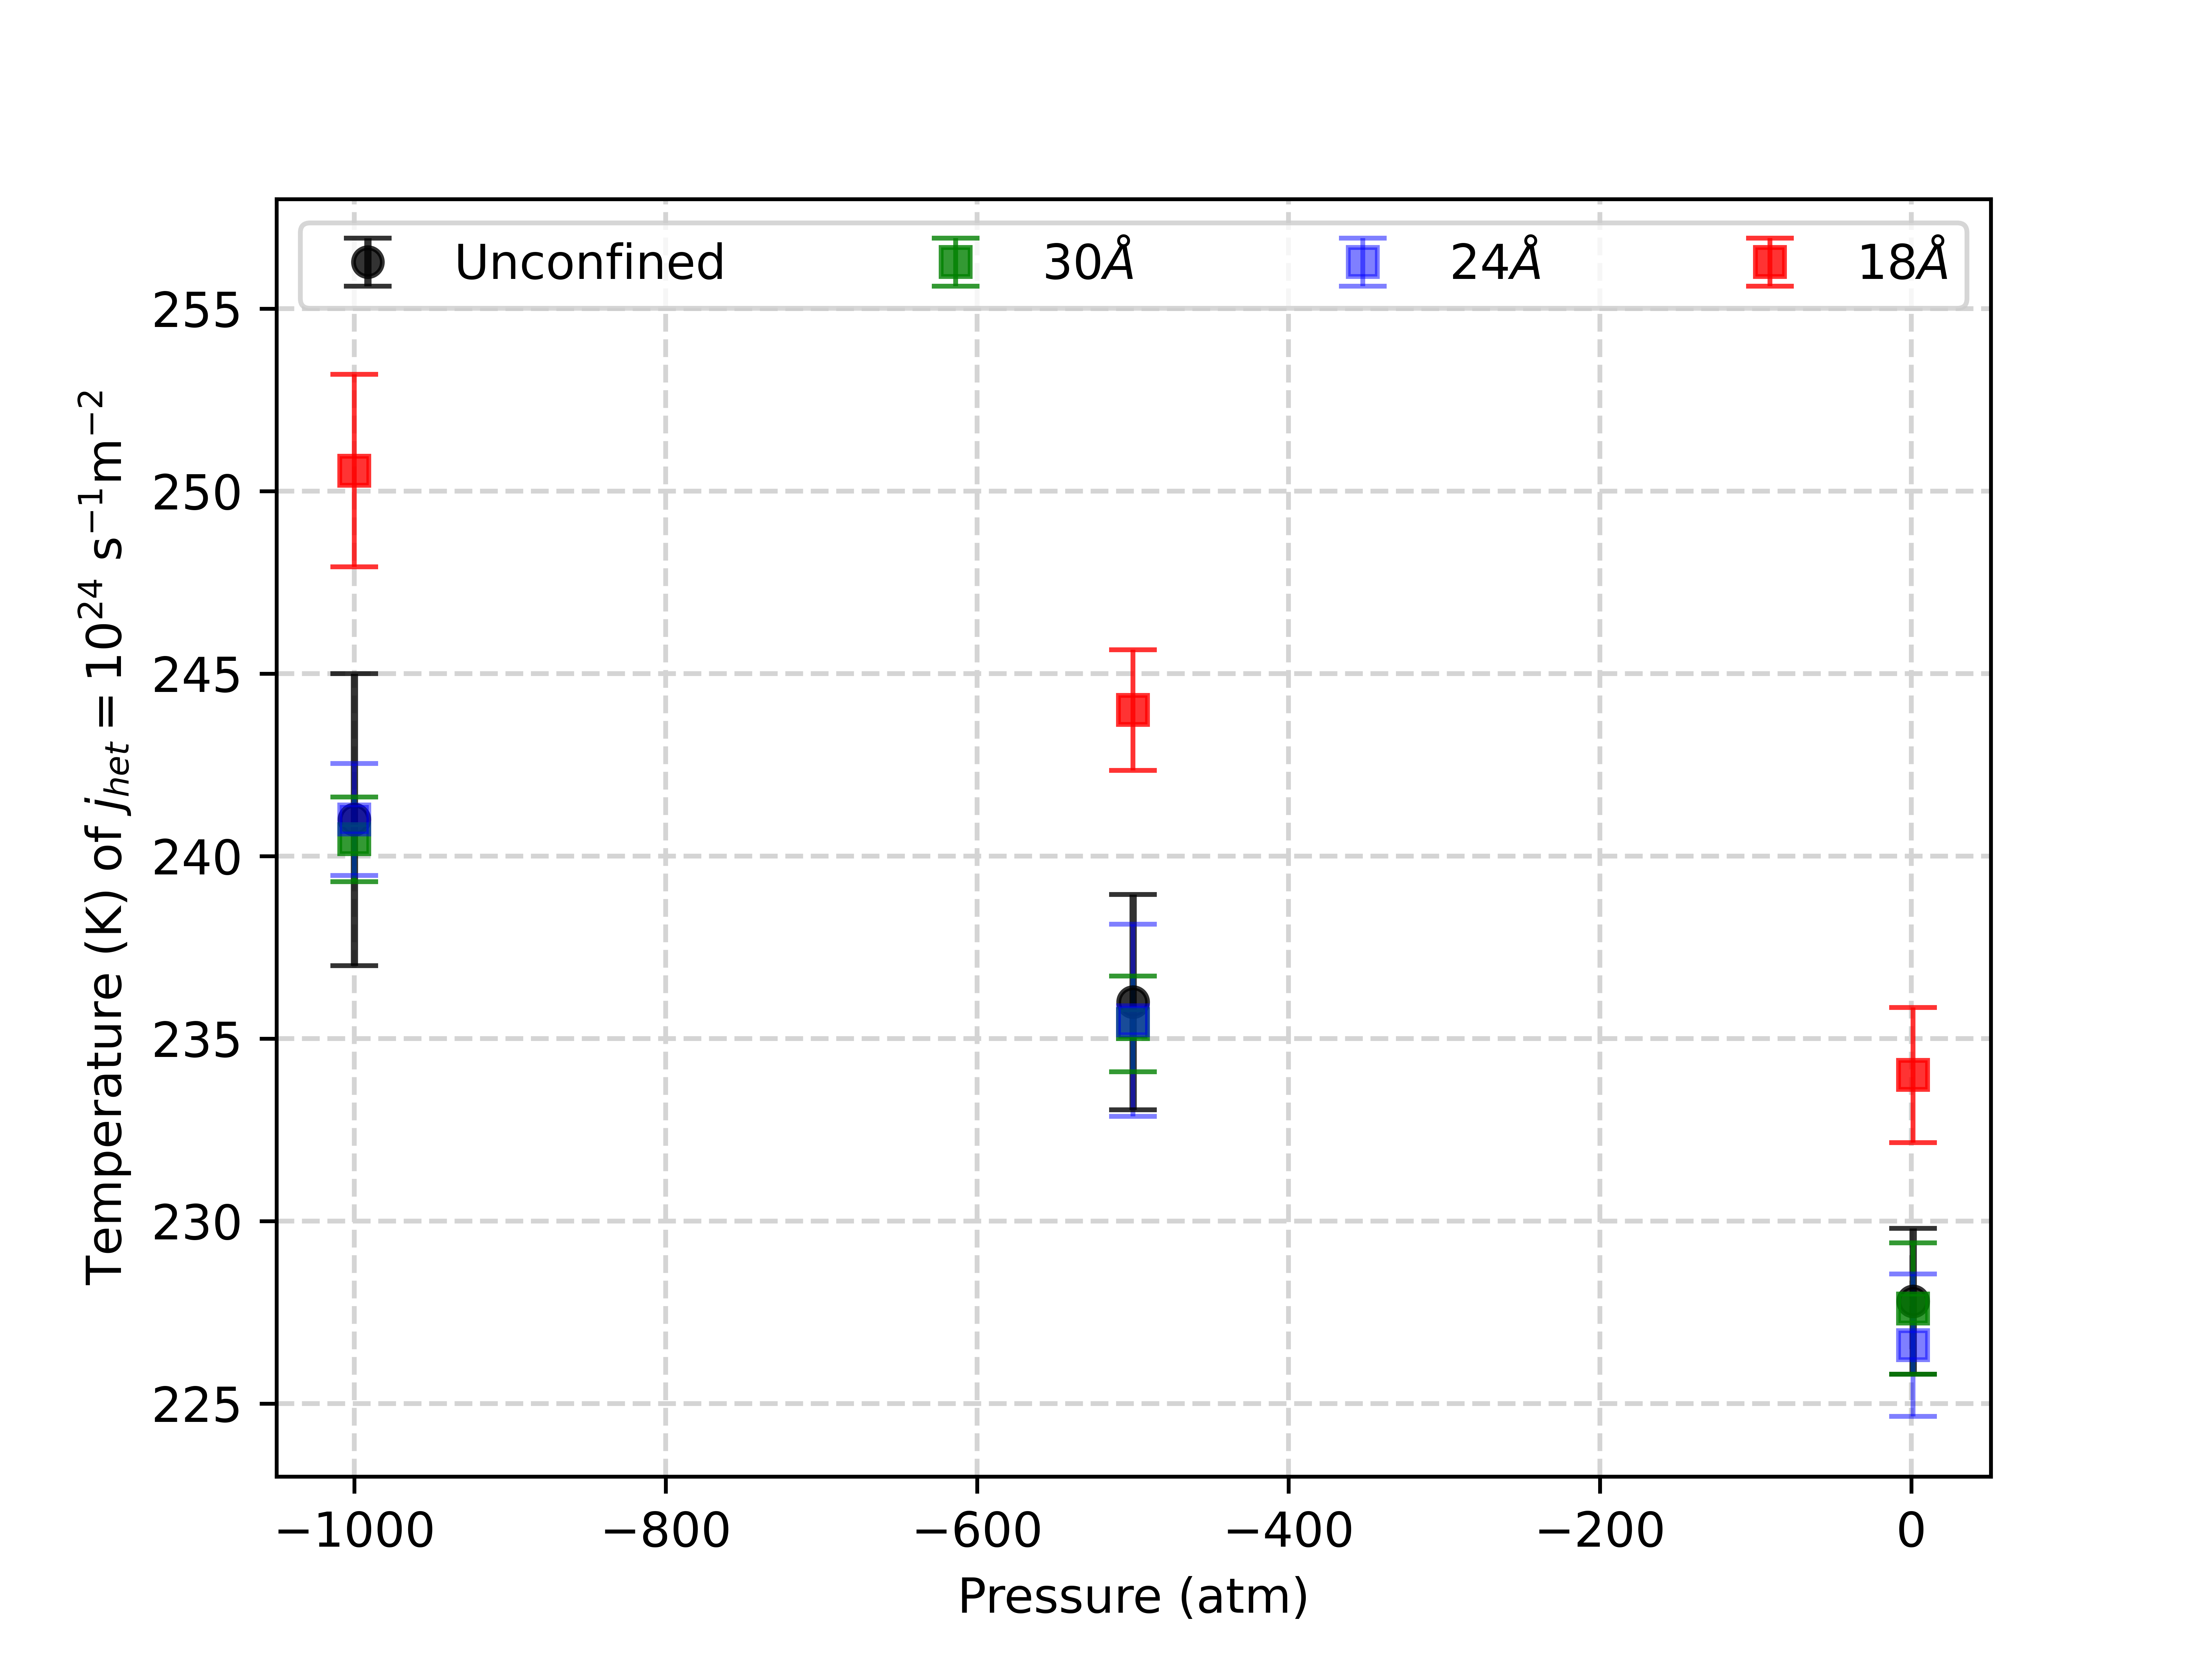 Unconfined 30Å 24Å 18Å
255
250
245
240
235
230
225
Temperature (K) of j_het = 10^24 s^−1m^−2
−1000 −800 −600 −400 −200 0
Pressure (atm)